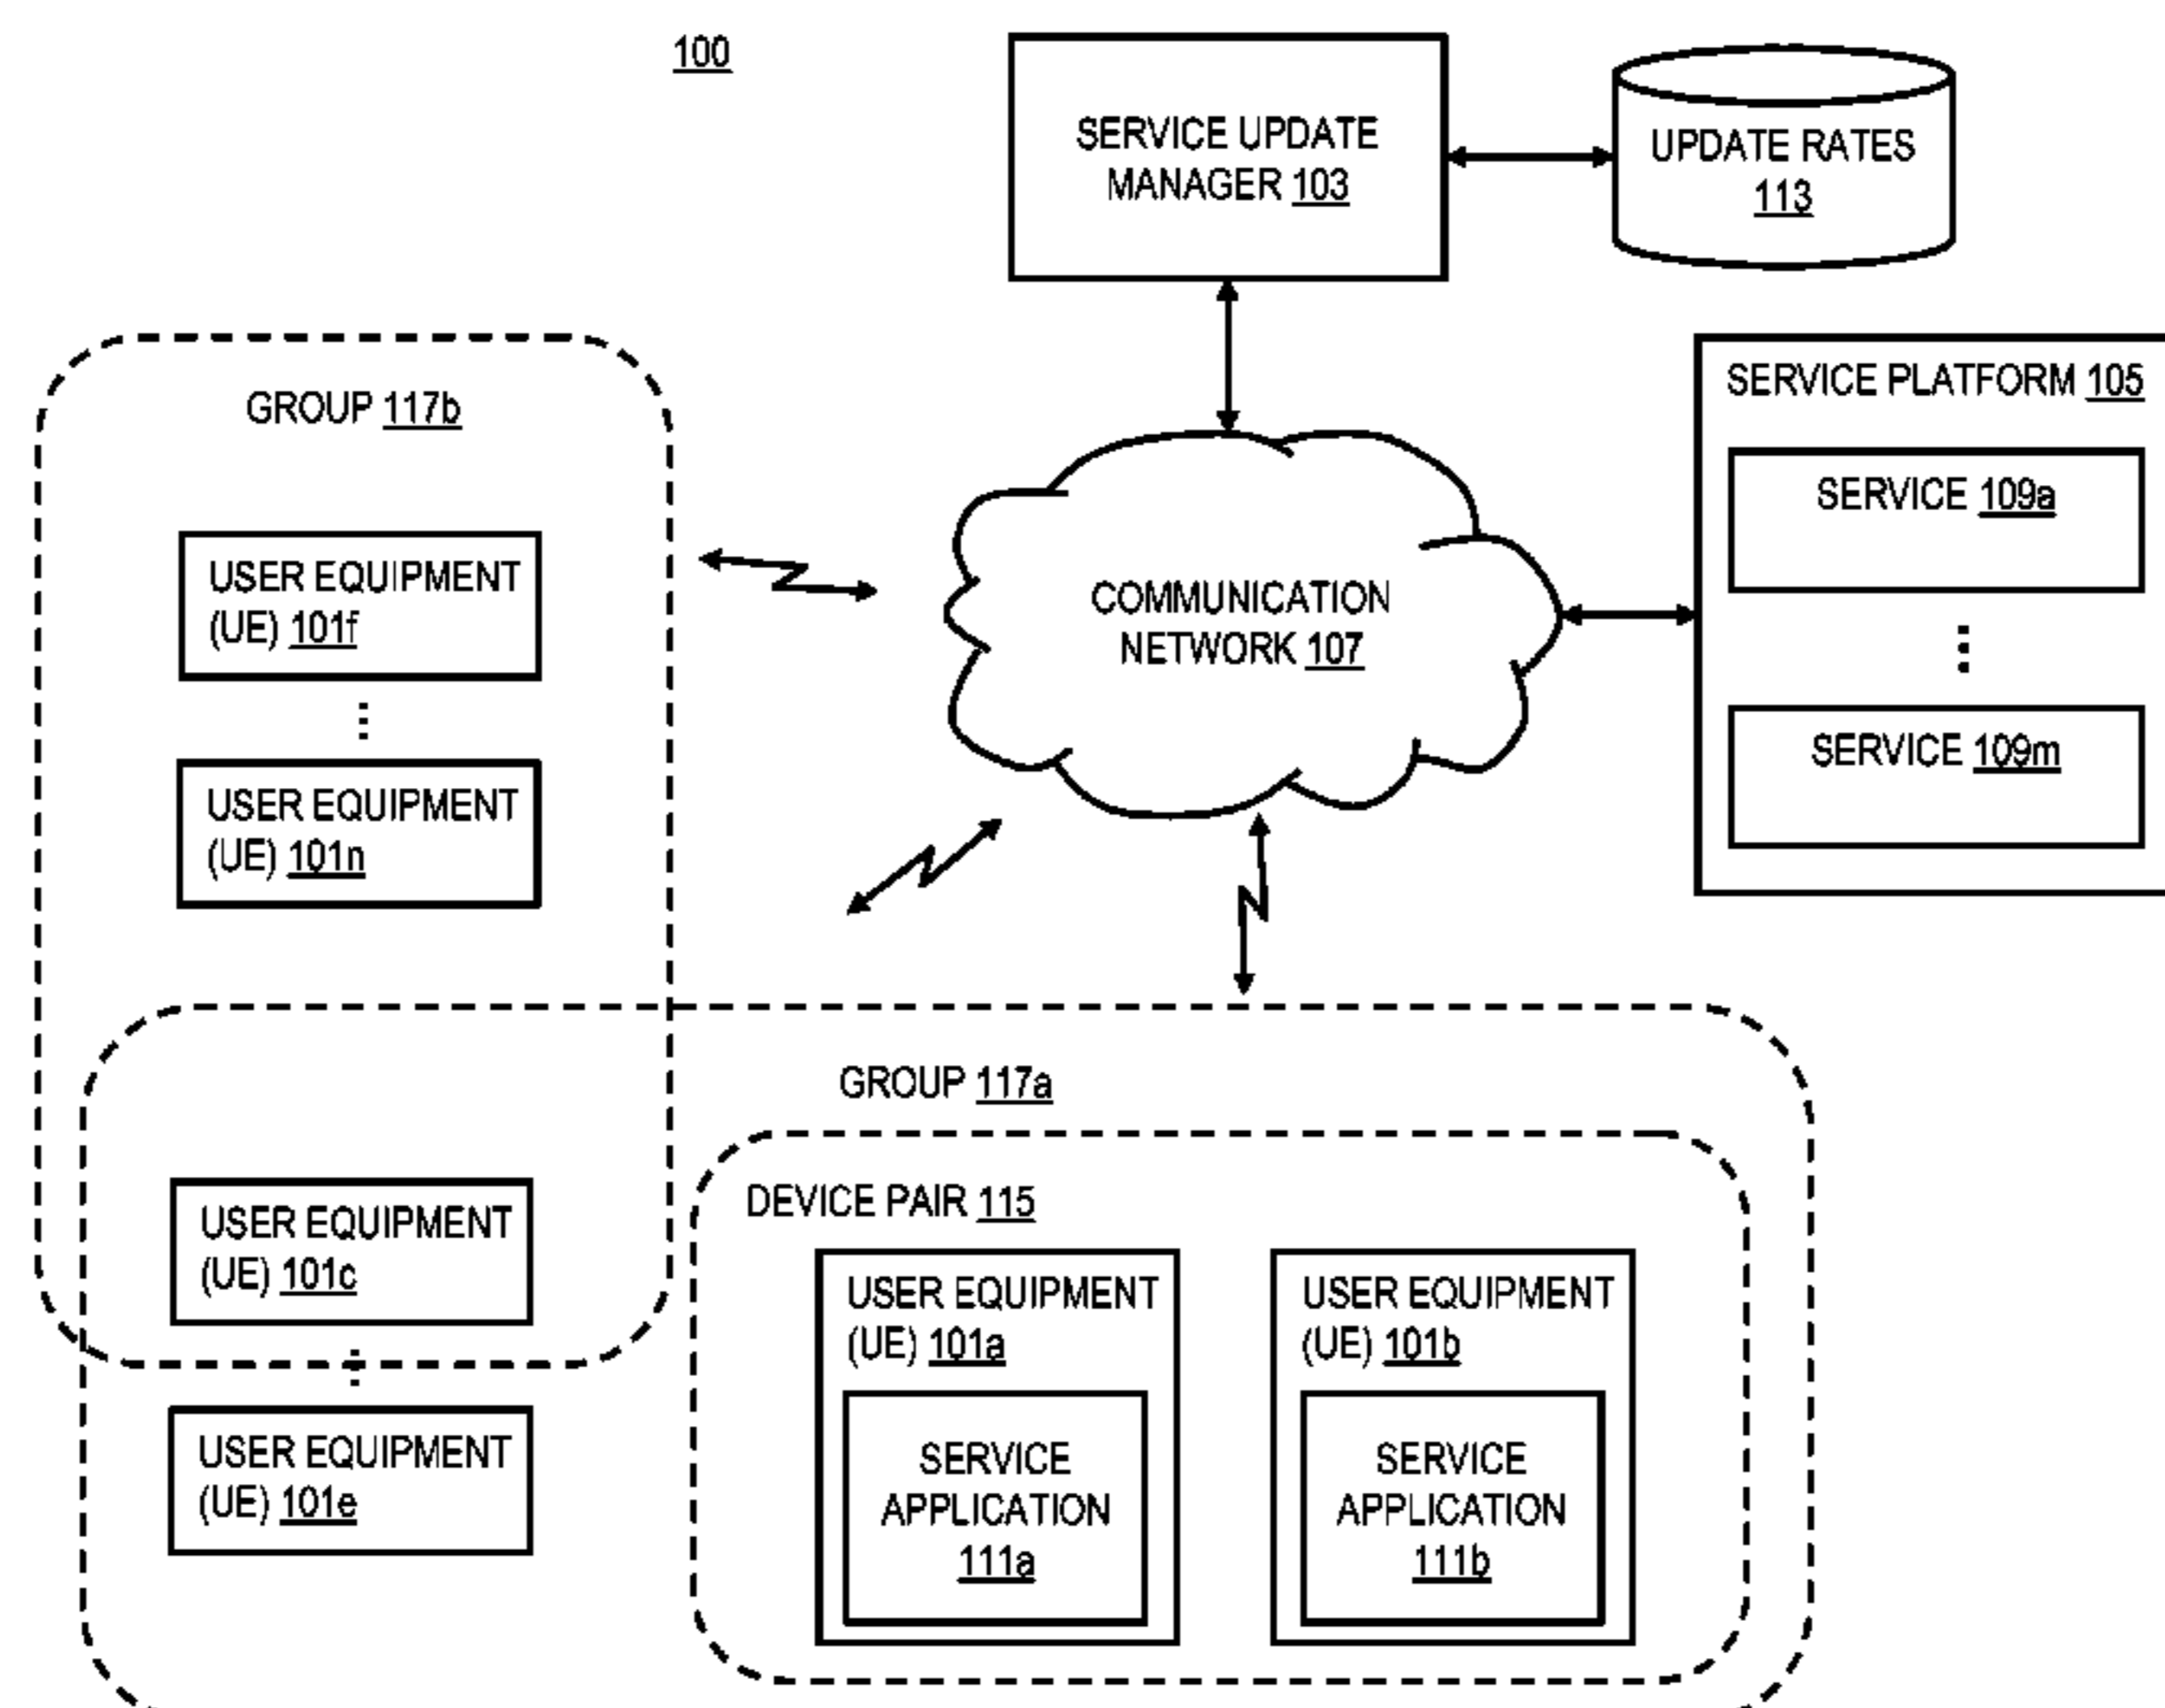 100
SERVICE UPDATE
MANAGER 103
UPDATE RATES
113
GROUP 117b
SERVICE PLATFORM 105
SERVICE 109a
USER EQUIPMENT
(UE) 101f
COMMUNICATION
NETWORK 107
SERVICE 109m
USER EQUIPMENT
(UE) 101n
GROUP 117a
DEVICE PAIR 115
USER EQUIPMENT
(UE) 101c
USER EQUIPMENT
(UE) 101a
USER EQUIPMENT
(UE) 101b
USER EQUIPMENT
(UE) 101e
SERVICE
APPLICATION
111a
SERVICE
APPLICATION
111b